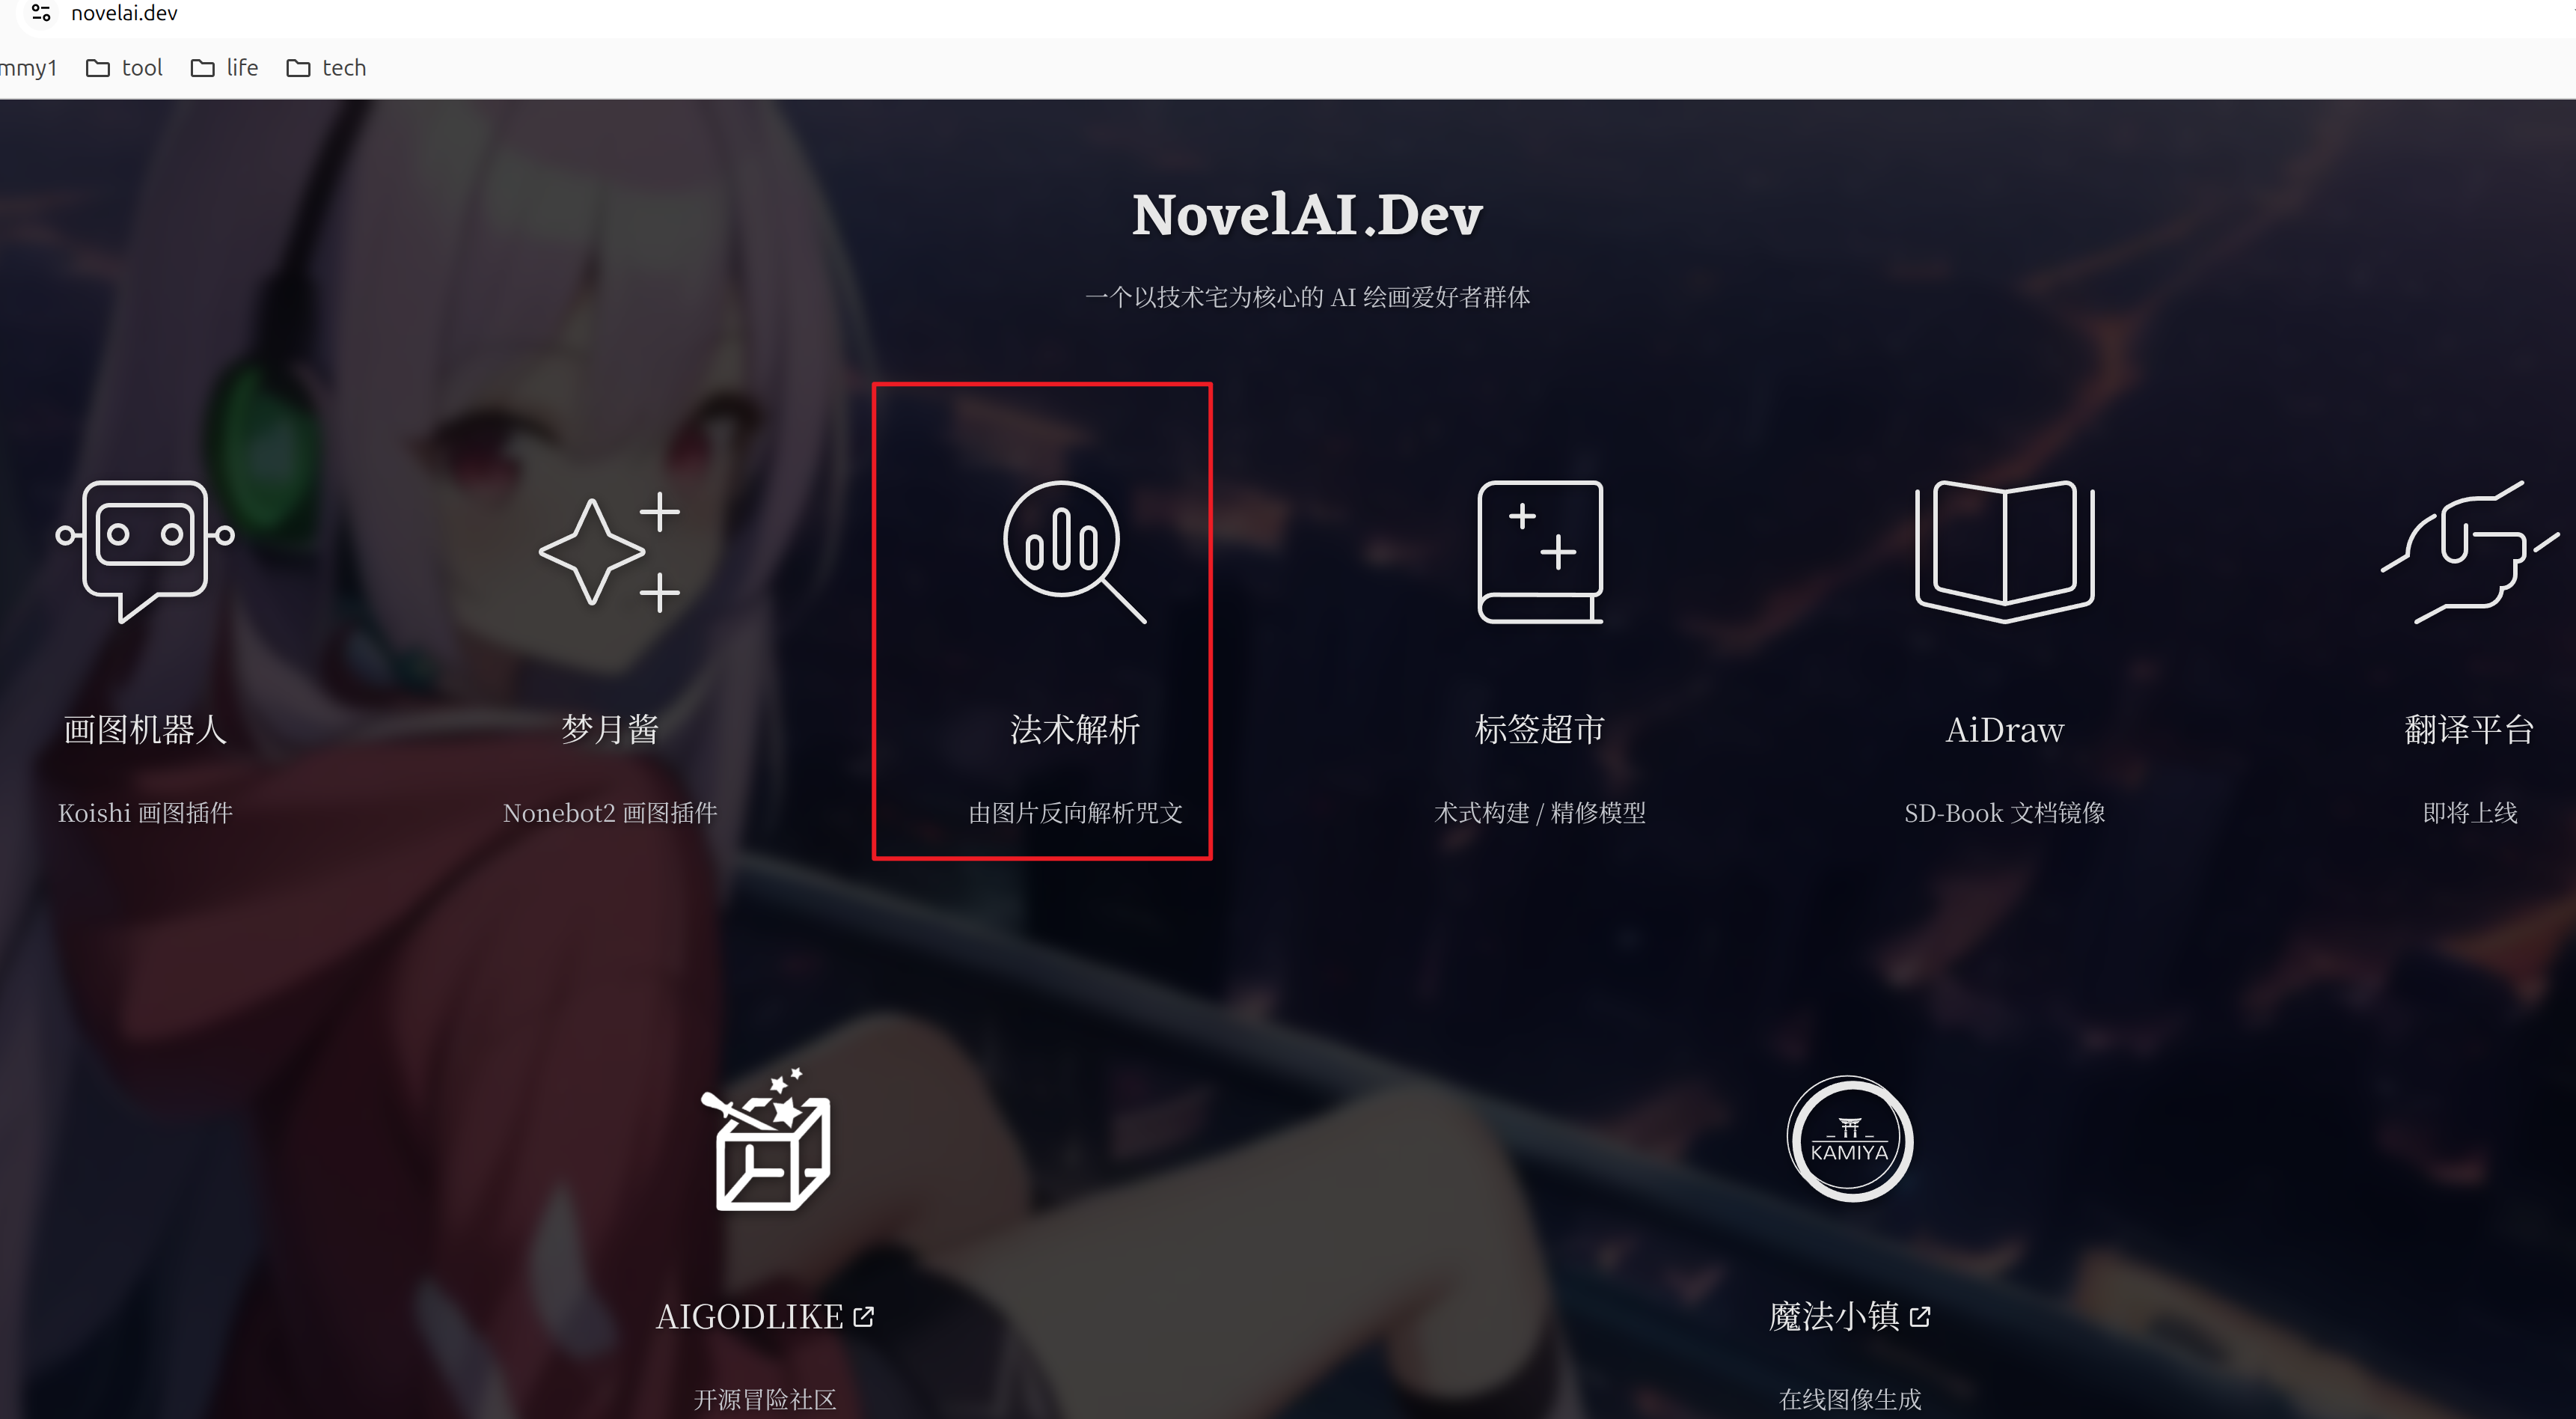 novelai.dev
mmy1 tool life tech
NovelAI.Dev
一个以技术宅为核心的 AI 绘画爱好者群体
画图机器人
Koishi 画图插件
梦月酱
Nonebot2 画图插件
法术解析
由图片反向解析咒文
标签超市
术式构建 / 精修模型
AiDraw
SD-Book 文档镜像
翻译平台
即将上线
AIGODLIKE
开源冒险社区
KAMIYA
魔法小镇
在线图像生成